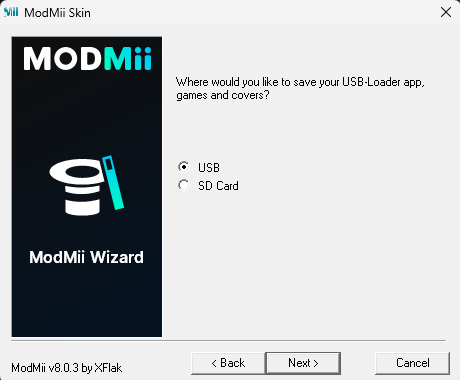 ModMii Skin
MODMii
Where would you like to save your USB-Loader app,
games and covers?
USB
SD Card
ModMii Wizard
ModMii v8.0.3 by XFlak
< Back
Next >
Cancel